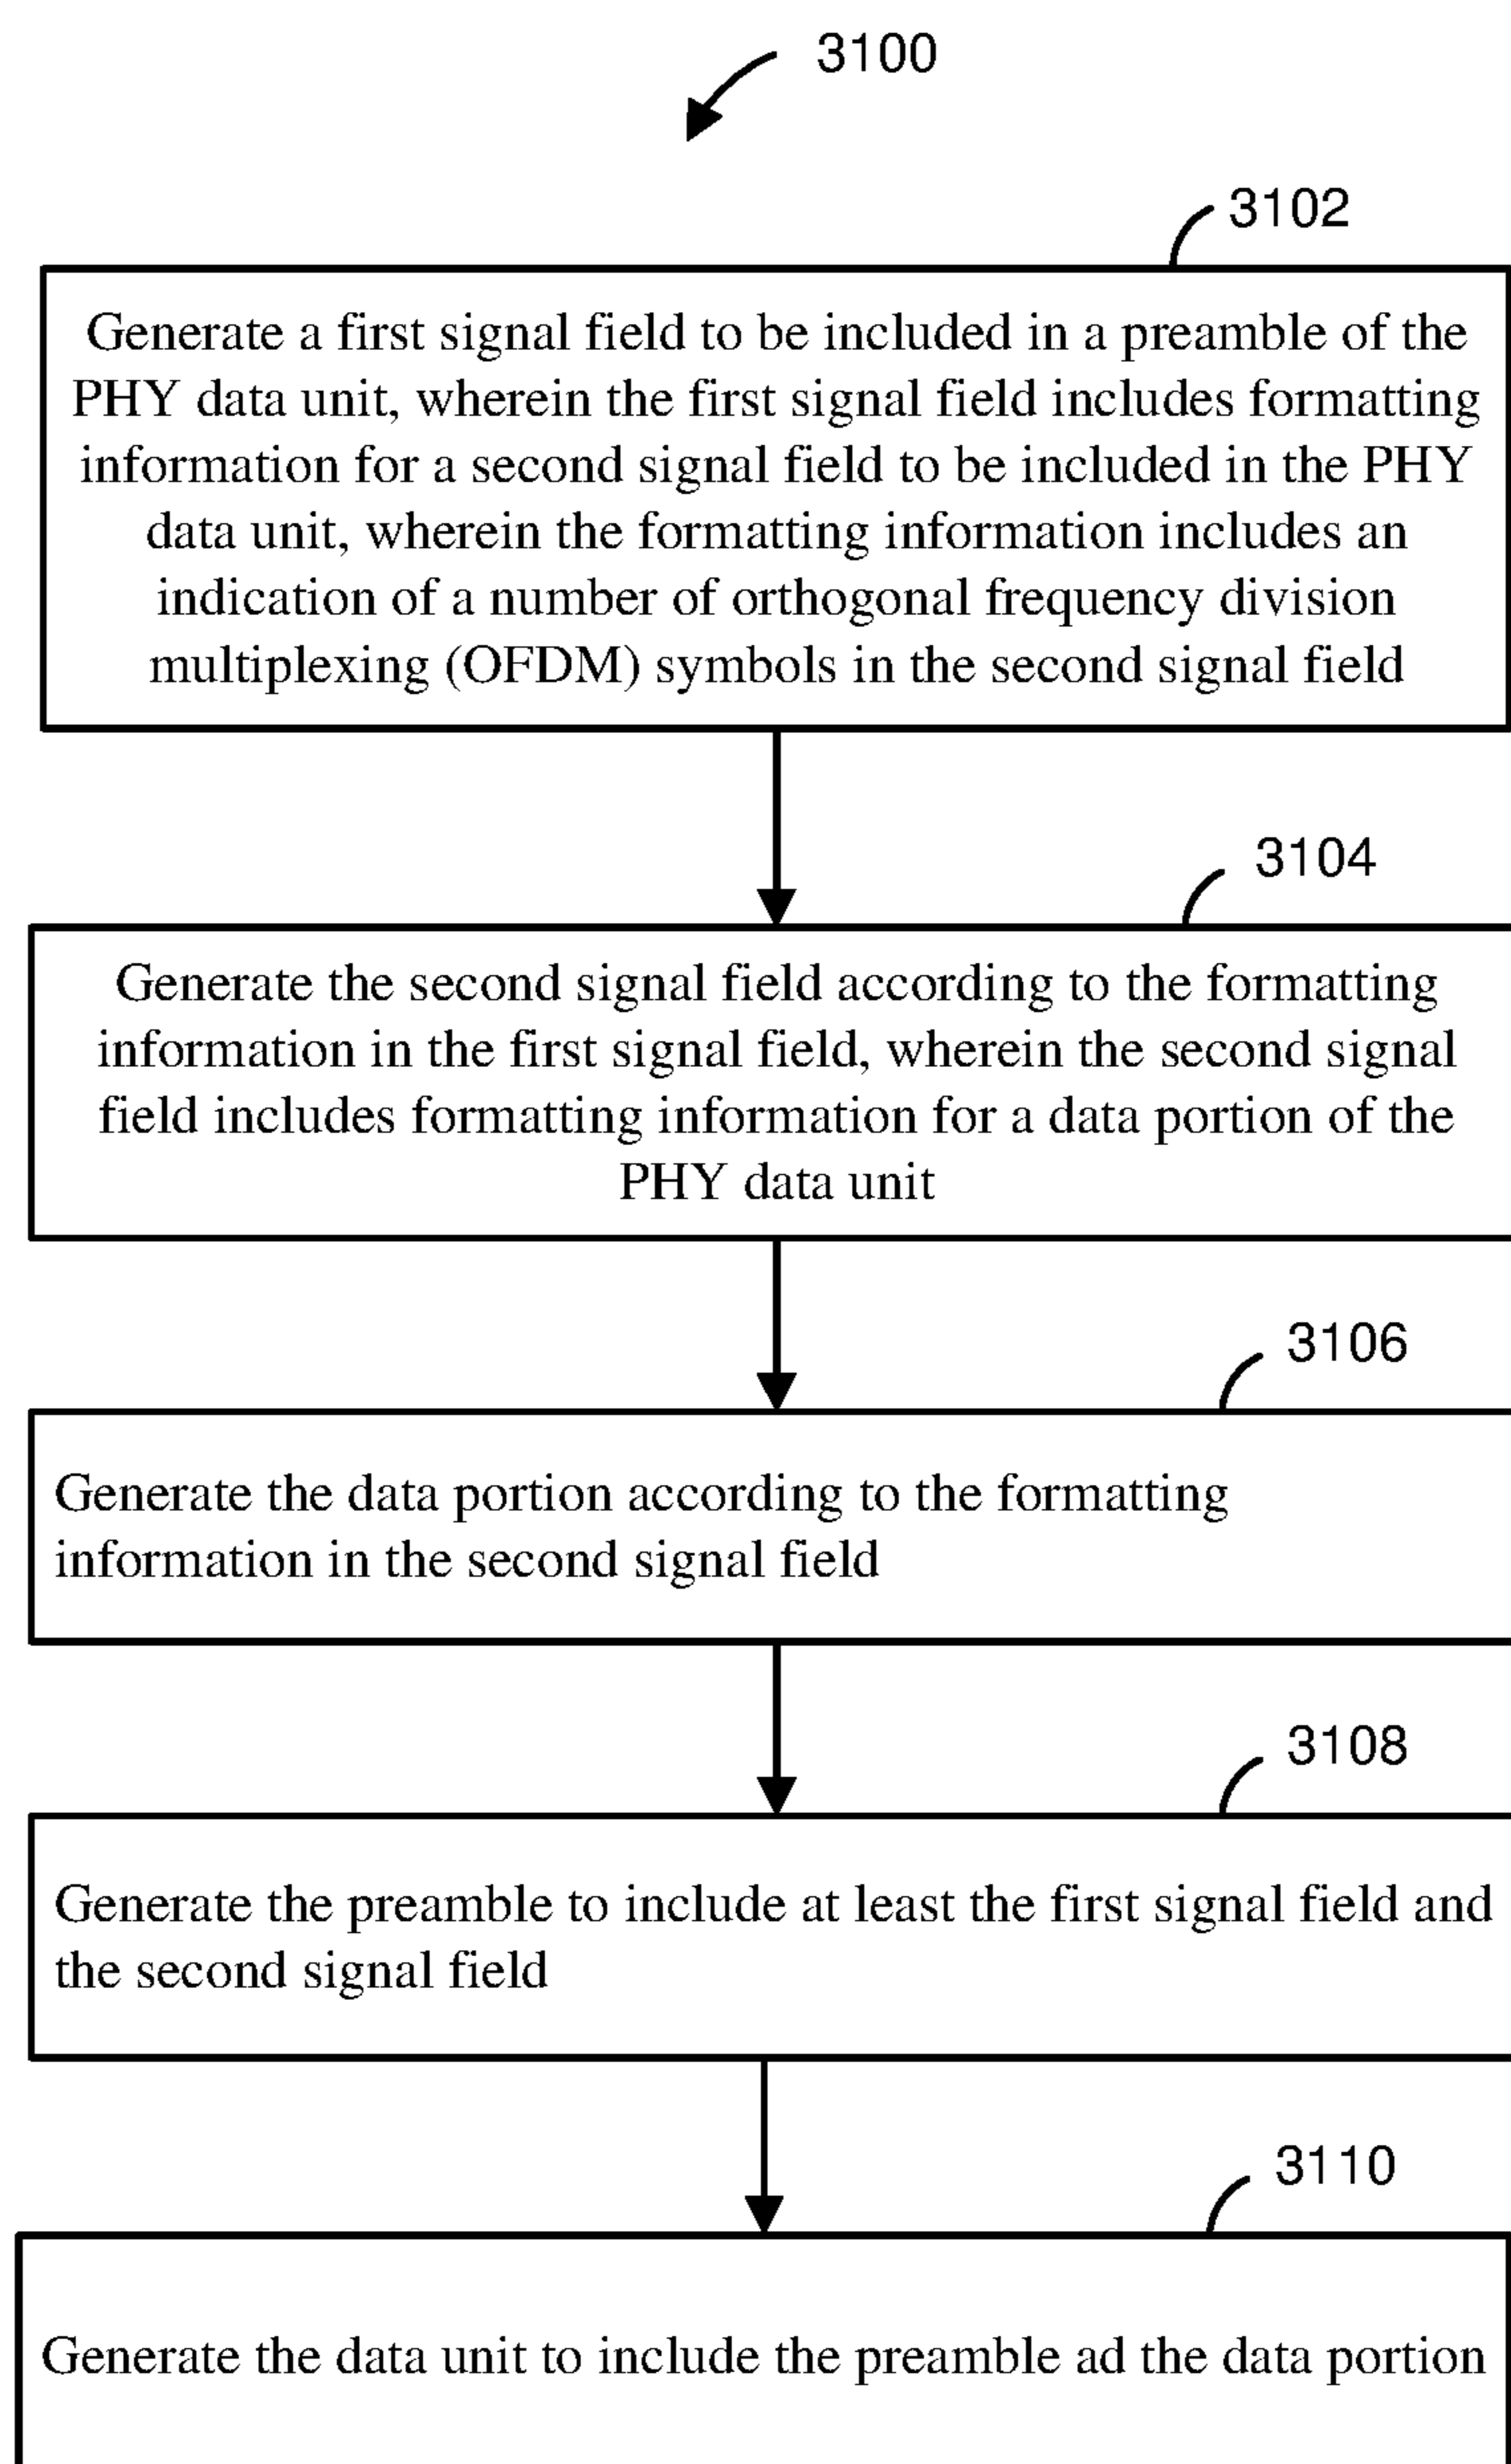 3100
3102
Generate a first signal field to be included in a preamble of the
PHY data unit, wherein the first signal field includes formatting
information for a second signal field to be included in the PHY
data unit, wherein the formatting information includes an
indication of a number of orthogonal frequency division
multiplexing (OFDM) symbols in the second signal field
3104
Generate the second signal field according to the formatting
information in the first signal field, wherein the second signal
field includes formatting information for a data portion of the
PHY data unit
3106
Generate the data portion according to the formatting
information in the second signal field
3108
Generate the preamble to include at least the first signal field and
the second signal field
3110
Generate the data unit to include the preamble ad the data portion